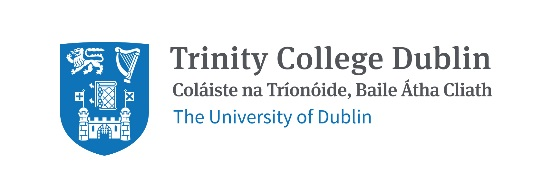 Trinity College Dublin
Coláiste na Tríonóide, Baile Átha Cliath
The University of Dublin